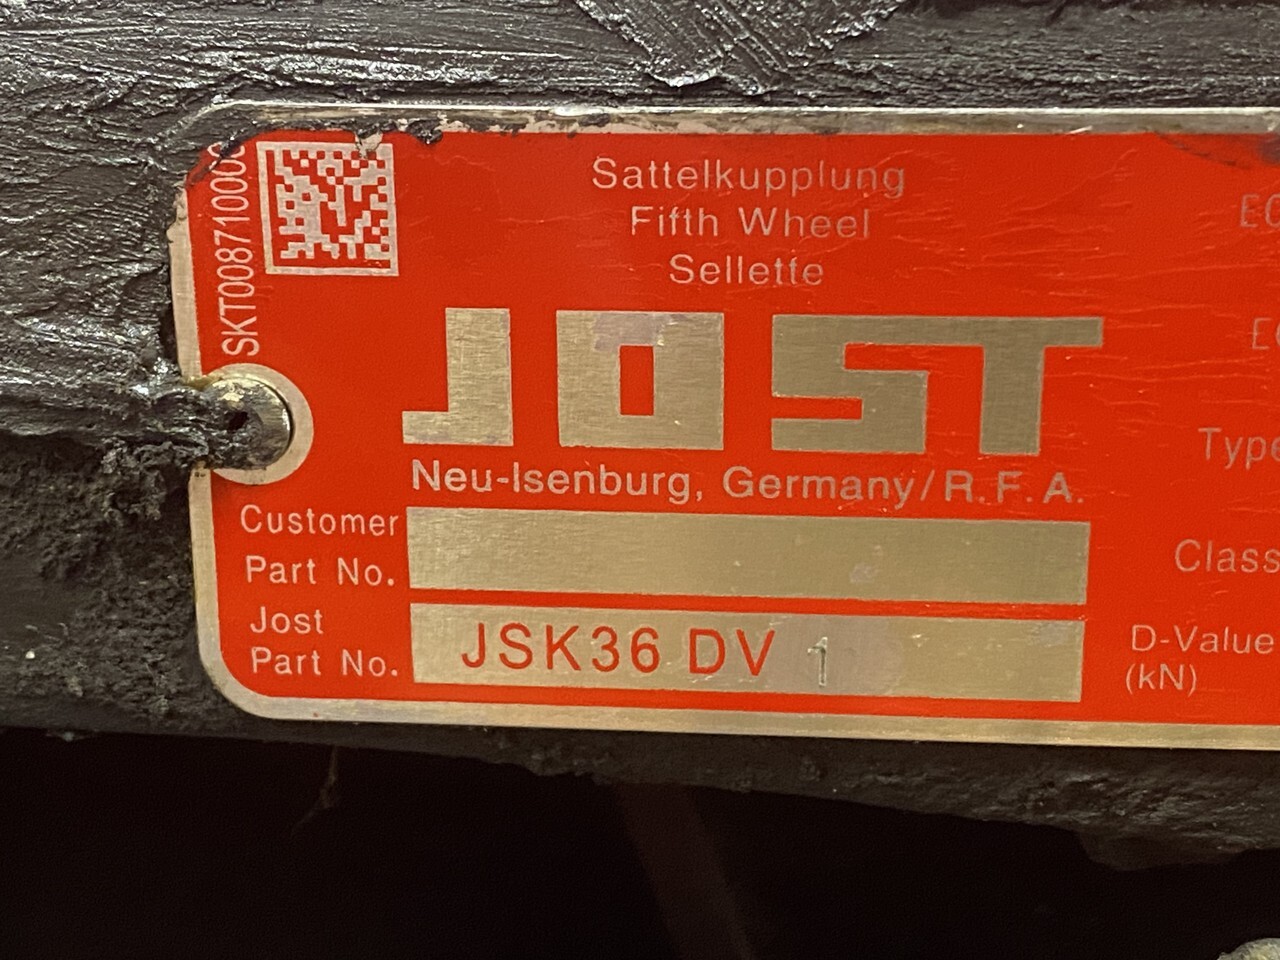 SKT008710000
Sattelkupplung
Fifth Wheel
Sellette
JOST
Neu-Isenburg, Germany/R.F.A.
Customer
Part No.
Jost
Part No.
JSK36 DV 1
Type
Class
D-Value
(kN)